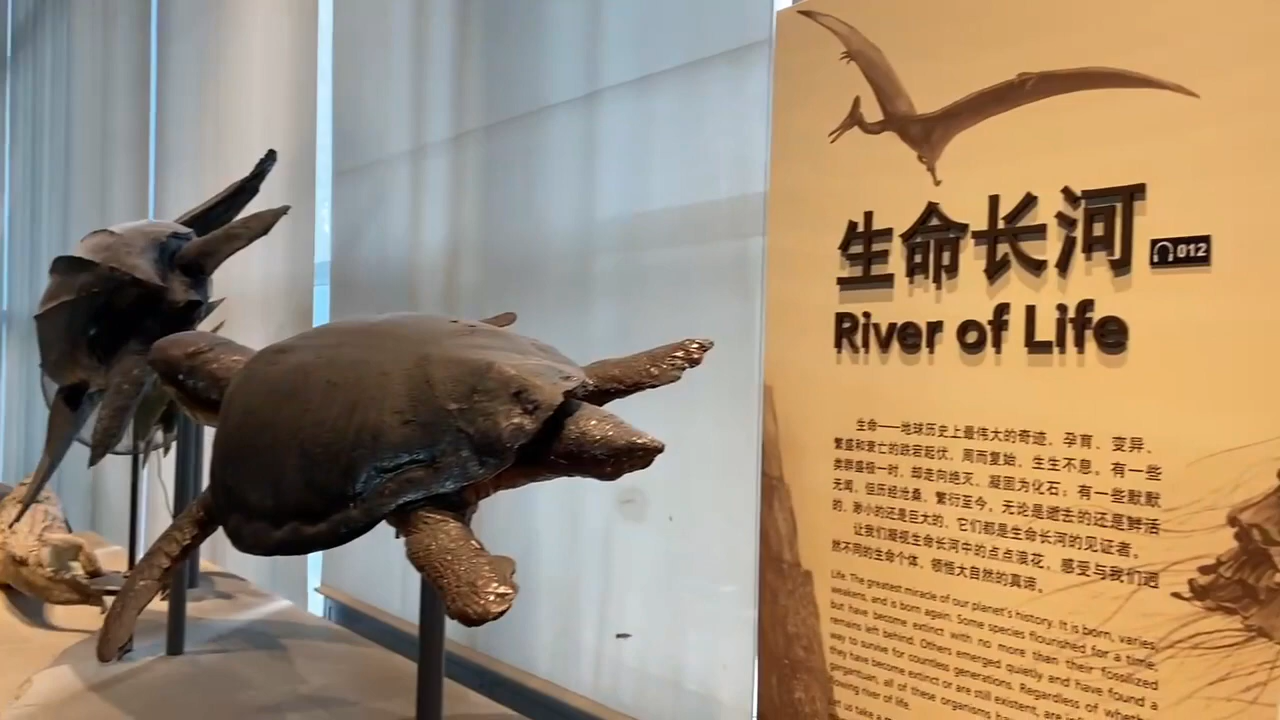 生命长河
012
River of Life
生命——地球历史上最伟大的奇迹。孕育、变异、
繁盛和衰亡的跌宕起伏，周而复始，生生不息。有一些
类群盛极一时，却走向绝灭，凝固为化石；有一些默默
无闻，但历经沧桑，繁衍至今。无论是逝去的还是鲜活
的，渺小的还是巨大的，它们都是生命长河的见证者。
让我们凝视生命长河中的点点浪花，感受与我们迥
然不同的生命个体，领悟大自然的真谛。
Life. The greatest miracle of our planet's history. It is born, varies,
weakens, and is born again. Some species flourished for a time,
but have become extinct with no more than their fossilized
remains left behind. Others emerged quietly and have found a
way to survive for countless generations. Regardless of whether
they have become extinct or are still existent, are
gargantuan, all of these organisms
flowing river of life.
us take a